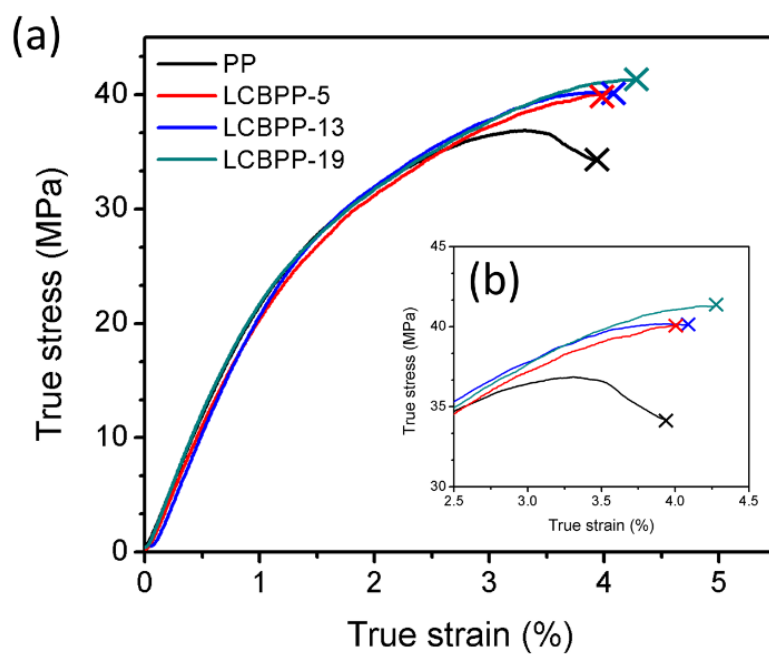 (a)
PP
LCBPP-5
LCBPP-13
LCBPP-19
40
30
20
10
0
True stress (MPa)
0 1 2 3 4 5
True strain (%)
(b)
45
40
35
30
True stress (MPa)
2.5 3.0 3.5 4.0 4.5
True strain (%)